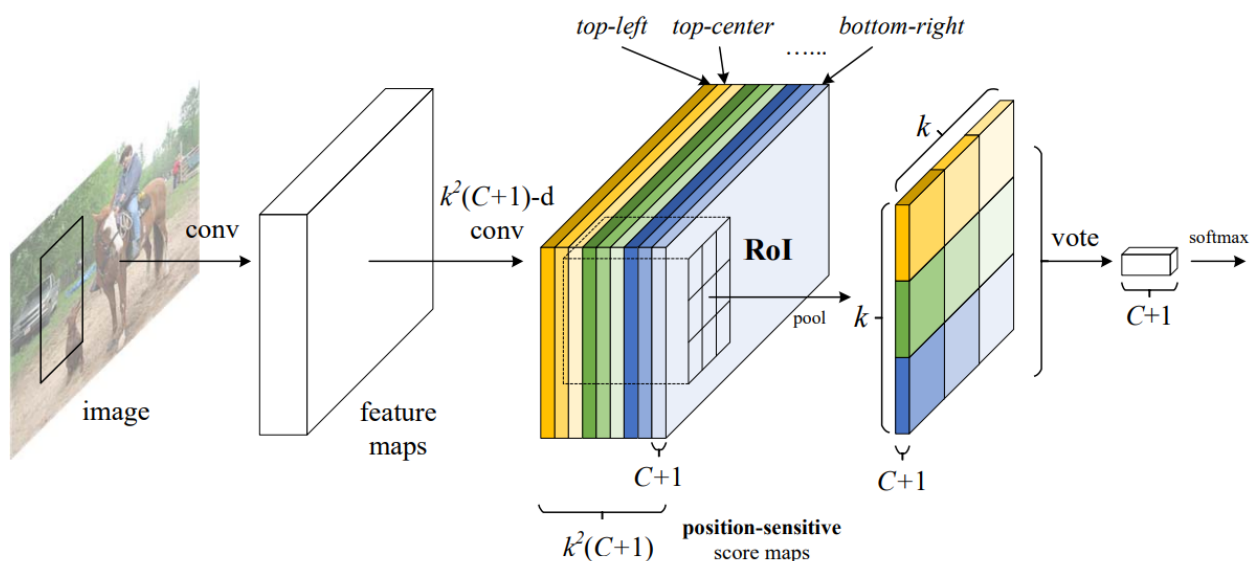 top-left
top-center
......
bottom-right
conv
k²(C+1)-d
conv
RoI
pool
k
k
vote
softmax
C+1
image
feature
maps
C+1
k²(C+1)
position-sensitive
score maps
C+1